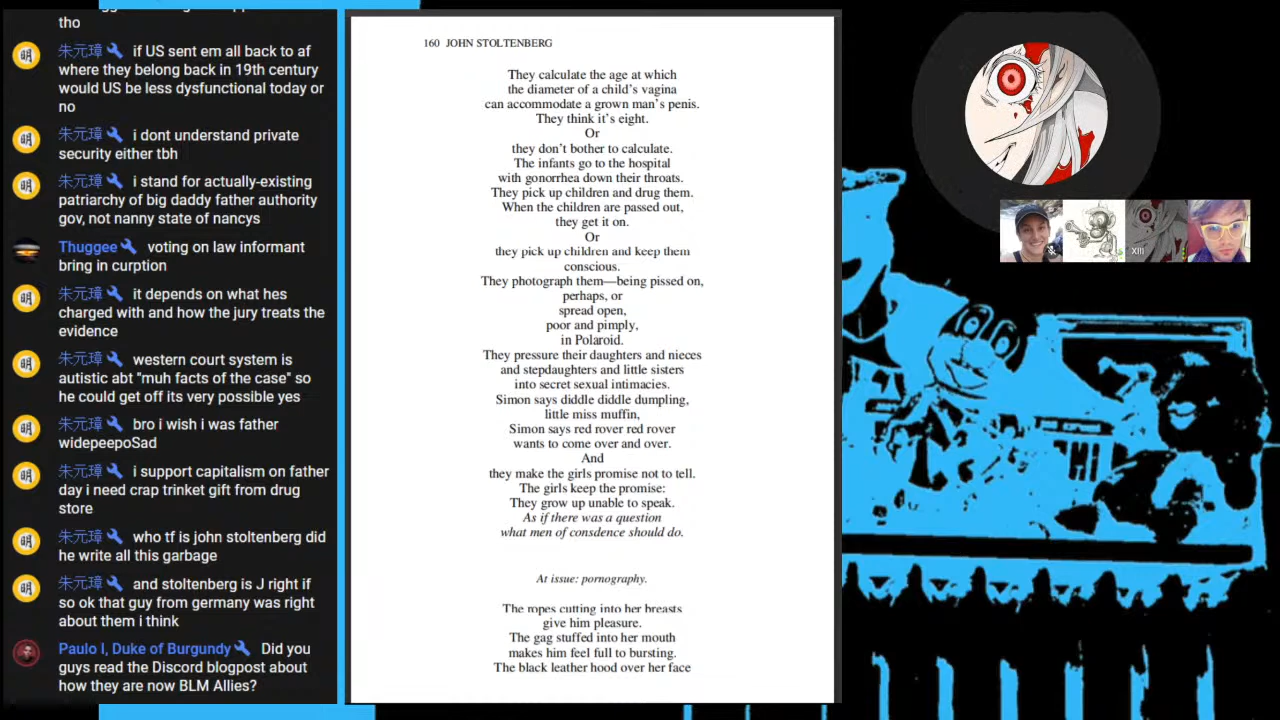 tho
朱元璋 if US sent em all back to af
where they belong back in 19th century
would US be less dysfunctional today or
no
朱元璋 i dont understand private
security either tbh
朱元璋 i stand for actually-existing
patriarchy of big daddy father authority
gov, not nanny state of nancys
Thuggee voting on law informant
bring in curption
朱元璋 it depends on what hes
charged with and how the jury treats the
evidence
朱元璋 western court system is
autistic abt "muh facts of the case" so
he could get off its very possible yes
朱元璋 bro i wish i was father
widepeepoSad
朱元璋 i support capitalism on father
day i need crap trinket gift from drug
store
朱元璋 who tf is john stoltenberg did
he write all this garbage
朱元璋 and stoltenberg is J right if
so ok that guy from germany was right
about them i think
Paulo I, Duke of Burgundy Did you
guys read the Discord blogpost about
how they are now BLM Allies?
160 JOHN STOLTENBERG
They calculate the age at which
the diameter of a child's vagina
can accommodate a grown man's penis.
They think it's eight.
Or
they don't bother to calculate.
The infants go to the hospital
with gonorrhea down their throats.
They pick up children and drug them.
When the children are passed out,
they get it on.
Or
they pick up children and keep them
conscious.
They photograph them—being pissed on,
perhaps, or
spread open,
poor and pimply,
in Polaroid.
They pressure their daughters and nieces
and stepdaughters and little sisters
into secret sexual intimacies.
Simon says diddle diddle dumpling,
little miss muffin,
Simon says red rover red rover
wants to come over and over.
And
they make the girls promise not to tell.
The girls keep the promise:
They grow up unable to speak.
As if there was a question
what men of consdence should do.
At issue: pornography.
The ropes cutting into her breasts
give him pleasure.
The gag stuffed into her mouth
makes him feel full to bursting.
The black leather hood over her face
XIII